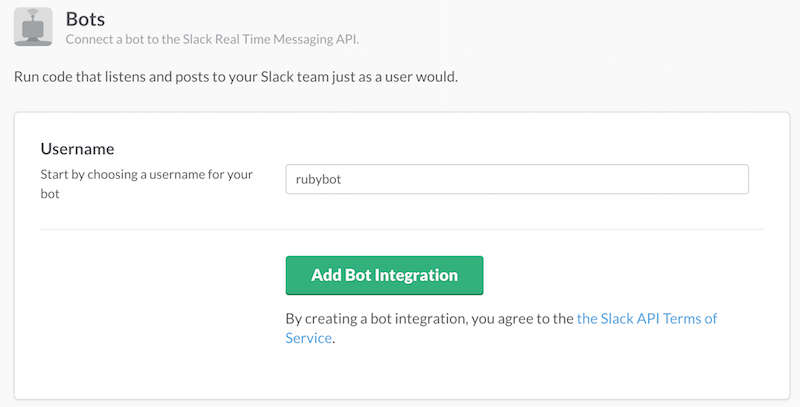 Bots
Connect a bot to the Slack Real Time Messaging API.
Run code that listens and posts to your Slack team just as a user would.
Username
Start by choosing a username for your
bot
rubybot
Add Bot Integration
By creating a bot integration, you agree to the the Slack API Terms of
Service.